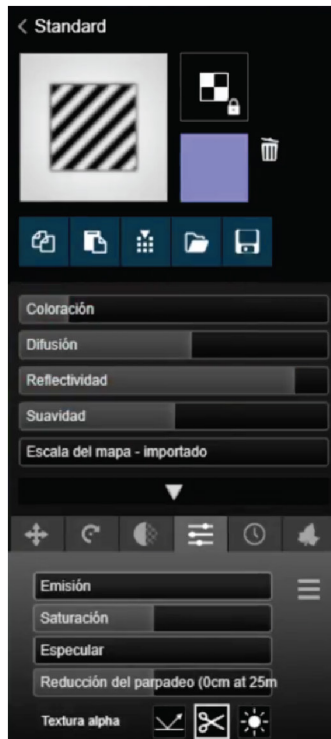 Standard
Coloración
Difusión
Reflectividad
Suavidad
Escala del mapa - importado
Emisión
Saturación
Especular
Reducción del parpadeo (0cm at 25m
Textura alpha